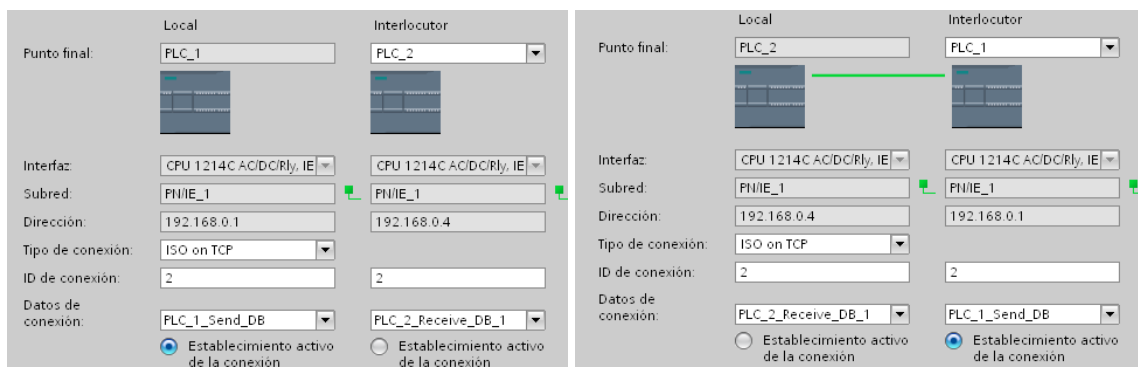 Local Interlocutor
Punto final: PLC_1 PLC_2
Interfaz: CPU 1214C AC/DC/Rly, IE CPU 1214C AC/DC/Rly, IE
Subred: PN/IE_1 PN/IE_1
Dirección: 192.168.0.1 192.168.0.4
Tipo de conexión: ISO on TCP
ID de conexión: 2 2
Datos de
conexión: PLC_1_Send_DB PLC_2_Receive_DB_1
Establecimiento activo Establecimiento activo
de la conexión de la conexión
Local Interlocutor
Punto final: PLC_2 PLC_1
Interfaz: CPU 1214C AC/DC/Rly, IE CPU 1214C AC/DC/Rly, IE
Subred: PN/IE_1 PN/IE_1
Dirección: 192.168.0.4 192.168.0.1
Tipo de conexión: ISO on TCP
ID de conexión: 2 2
Datos de
conexión: PLC_2_Receive_DB_1 PLC_1_Send_DB
Establecimiento activo Establecimiento activo
de la conexión de la conexión